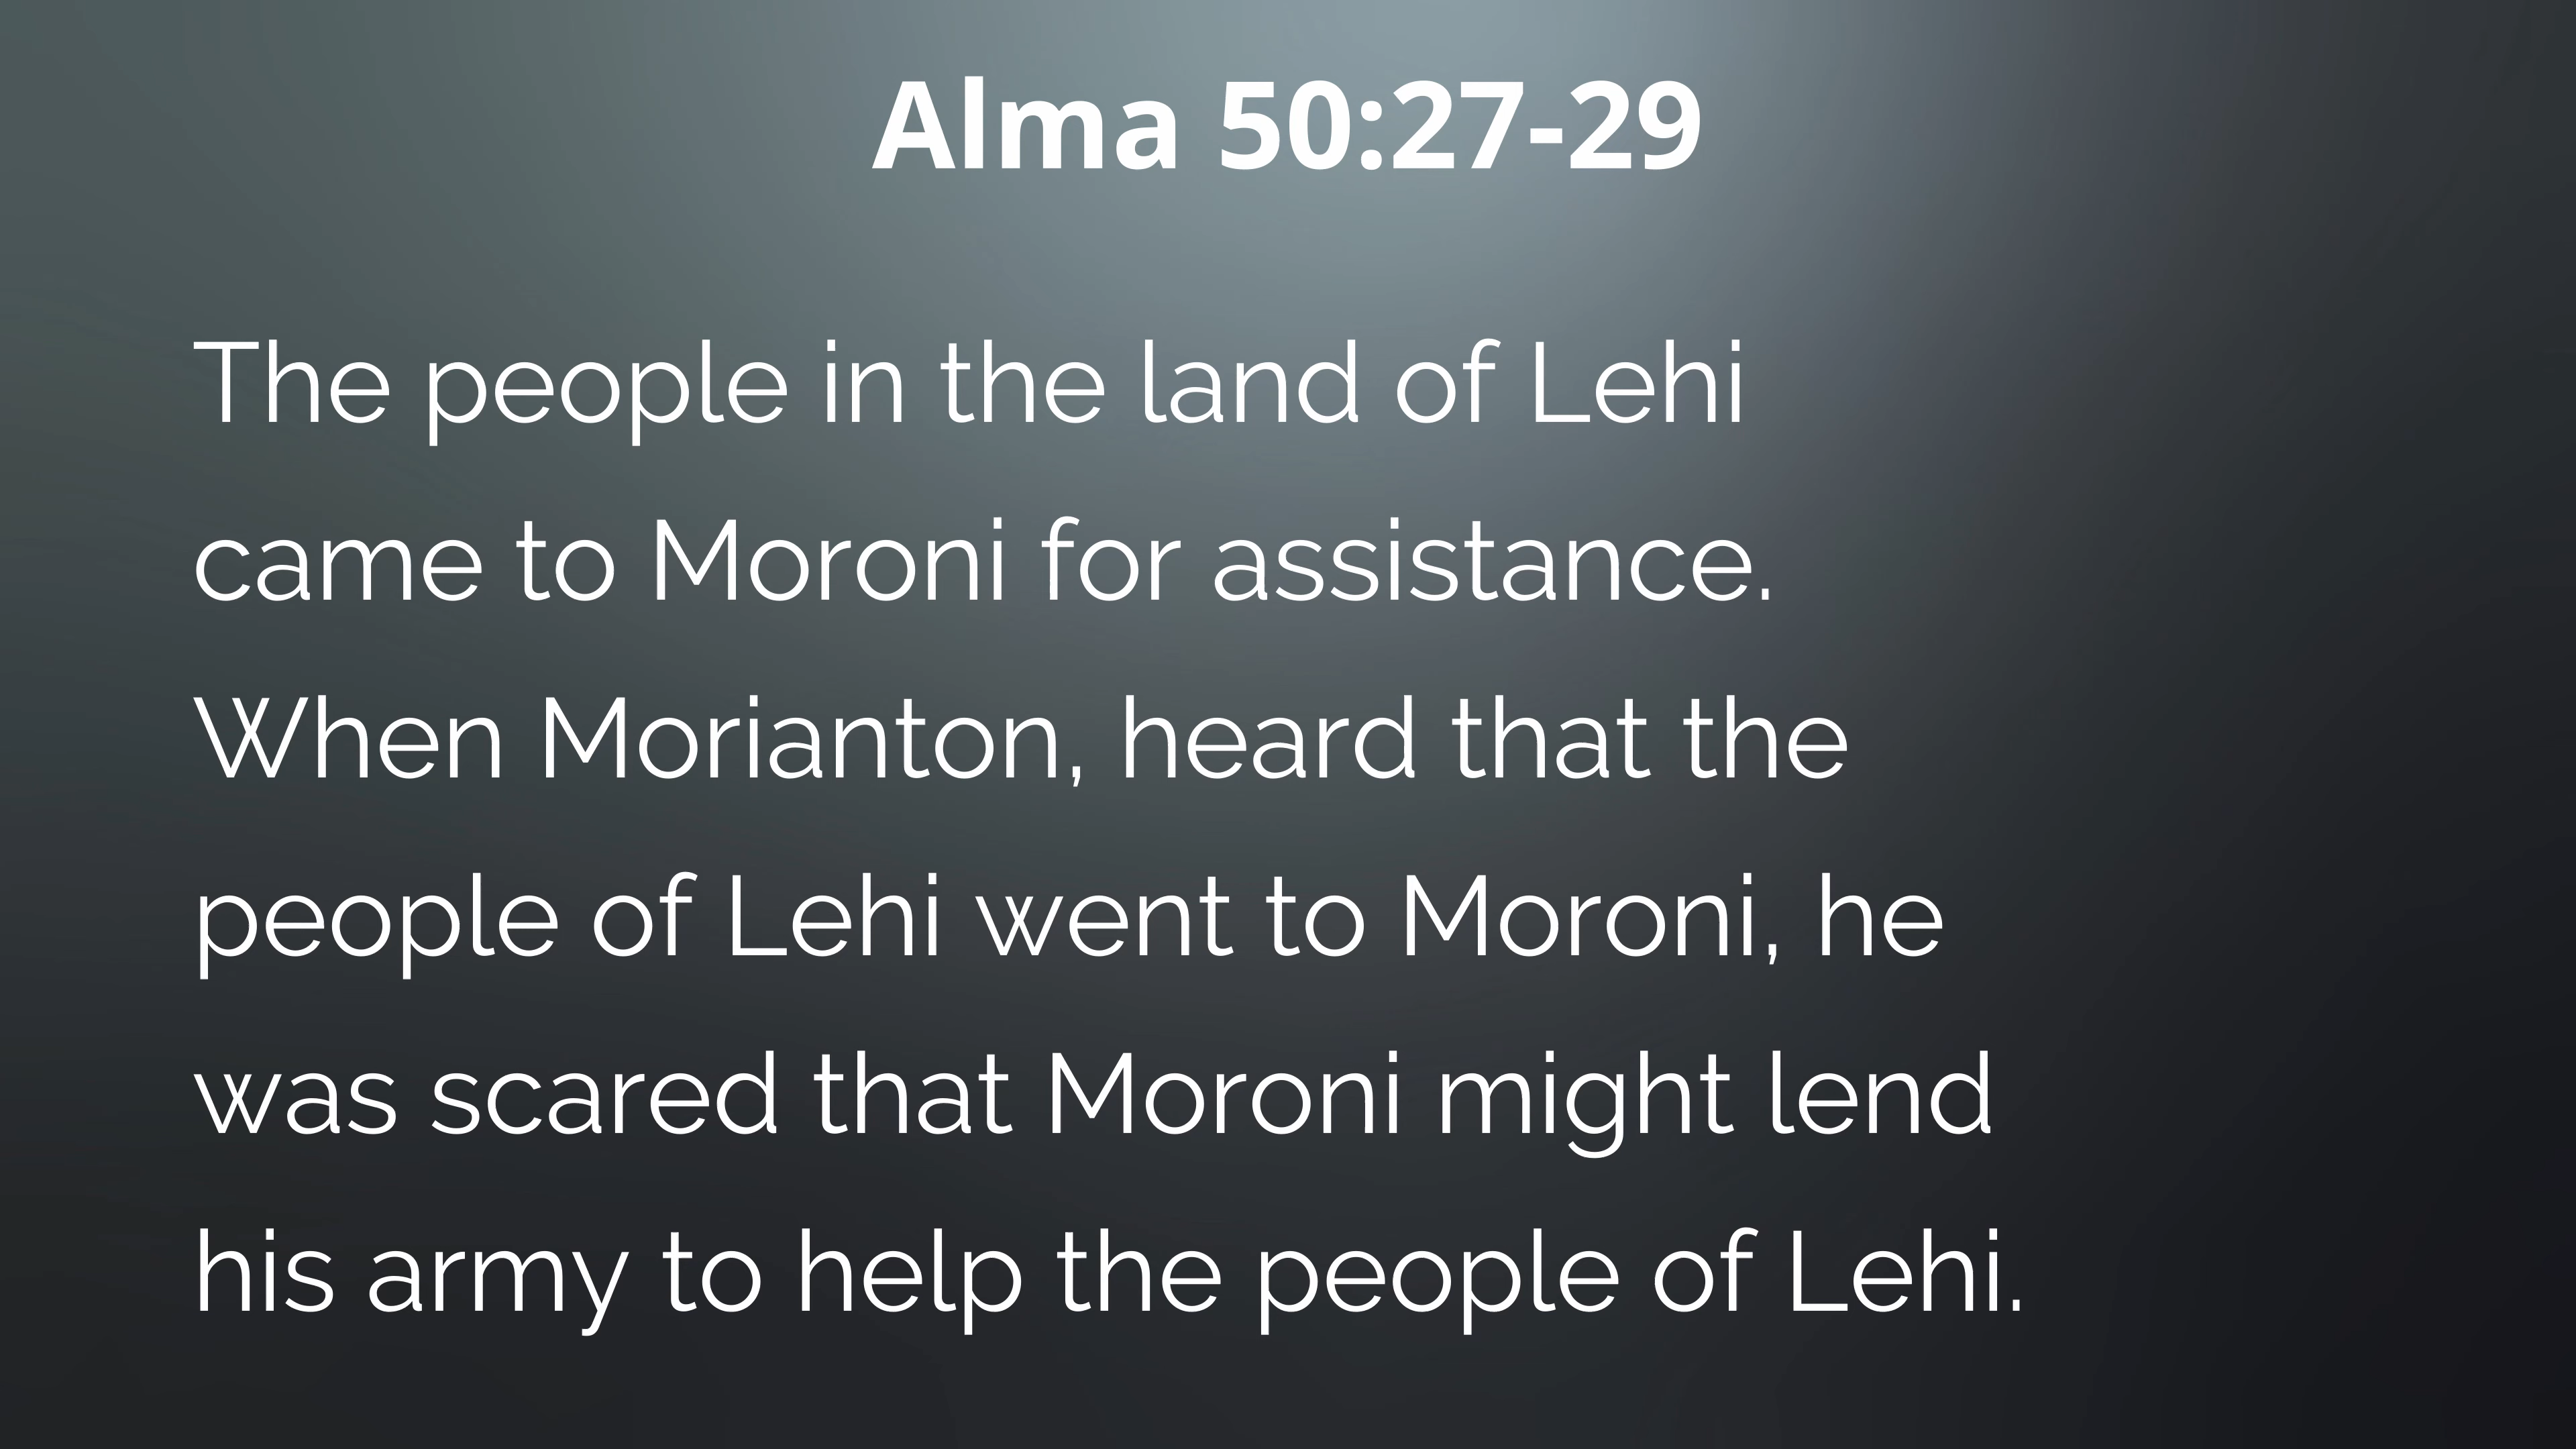 Alma 50:27-29
The people in the land of Lehi
came to Moroni for assistance.
When Morianton, heard that the
people of Lehi went to Moroni, he
was scared that Moroni might lend
his army to help the people of Lehi.